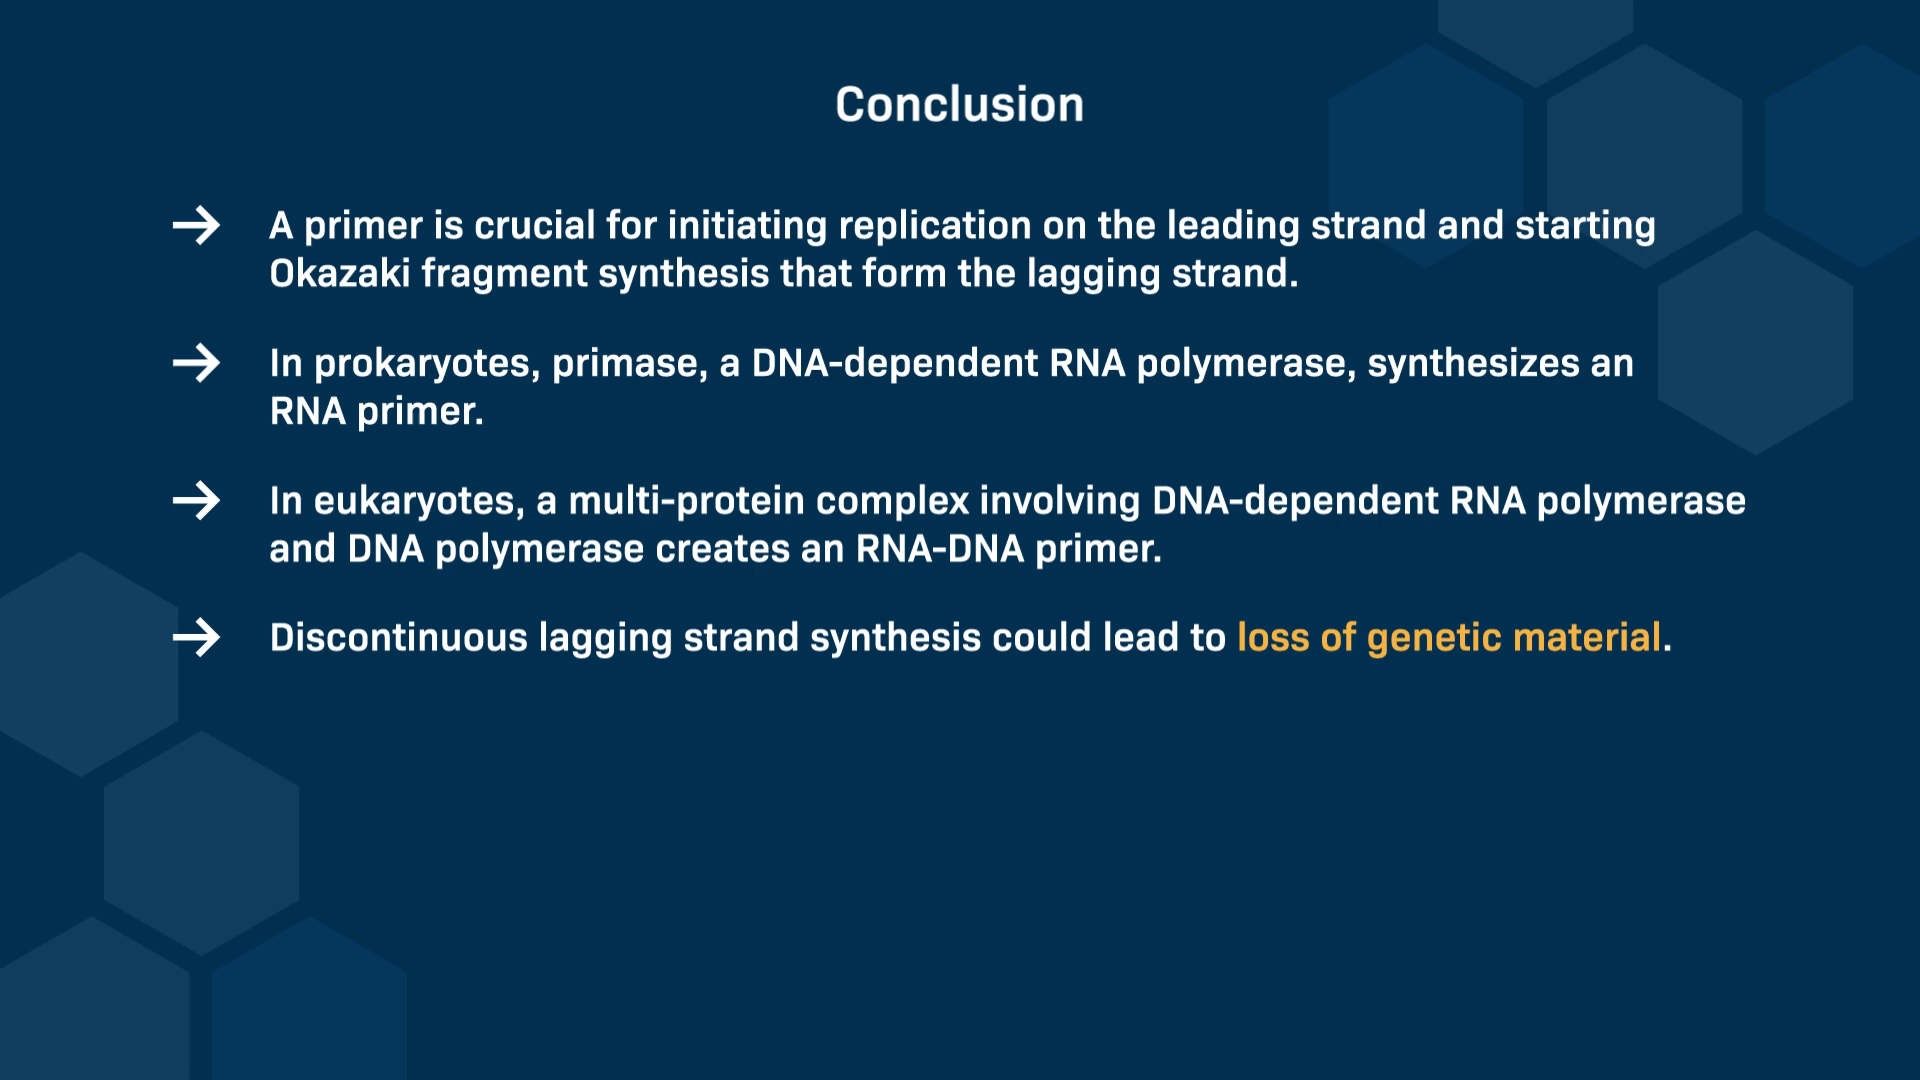 Conclusion
A primer is crucial for initiating replication on the leading strand and starting
Okazaki fragment synthesis that form the lagging strand.
In prokaryotes, primase, a DNA-dependent RNA polymerase, synthesizes an
RNA primer.
In eukaryotes, a multi-protein complex involving DNA-dependent RNA polymerase
and DNA polymerase creates an RNA-DNA primer.
Discontinuous lagging strand synthesis could lead to loss of genetic material.